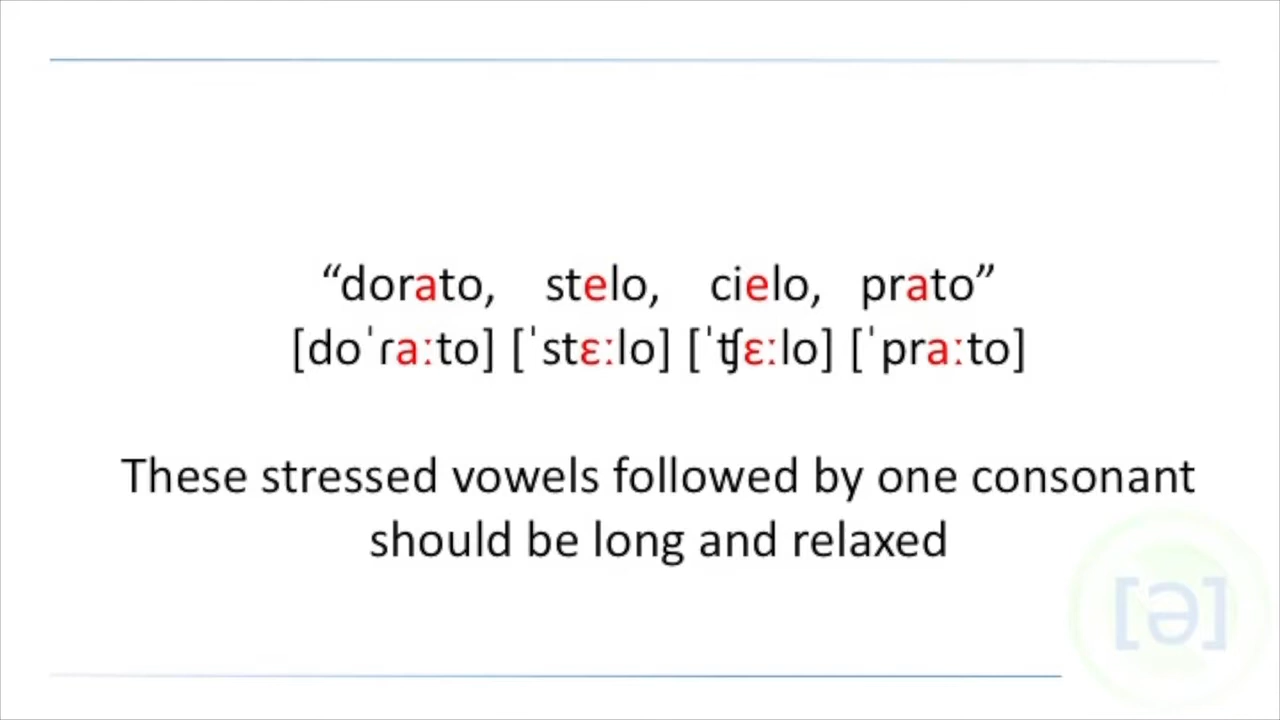 “dorato, stelo, cielo, prato”
[doˈɾaːto] [ˈstɛːlo] [ˈʧɛːlo] [ˈpraːto]
These stressed vowels followed by one consonant
should be long and relaxed
[ə]